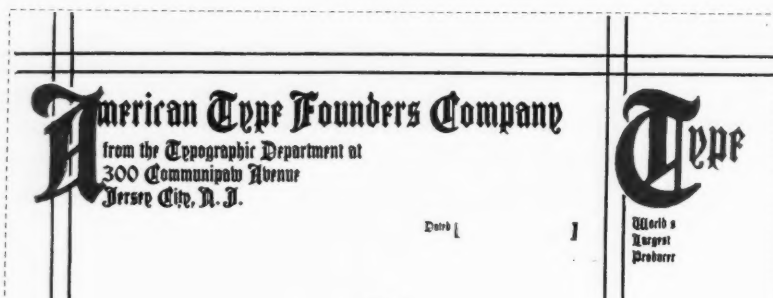 American Type Founders Company
from the Typographic Department at
300 Communipaw Avenue
Jersey City, N. J.
Dated [ ]
Type
World's
Largest
Producer